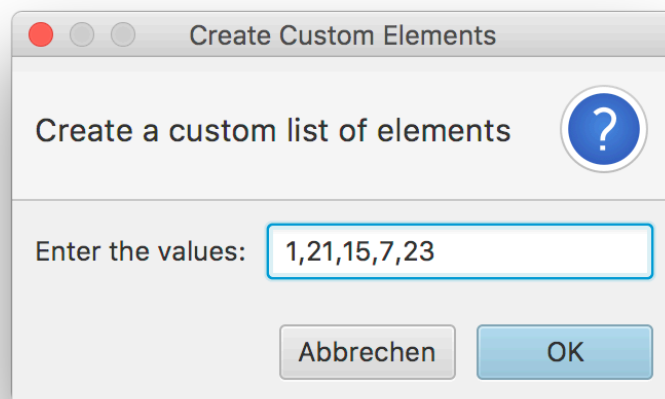 Create Custom Elements
Create a custom list of elements
?
Enter the values: 1,21,15,7,23
Abbrechen OK